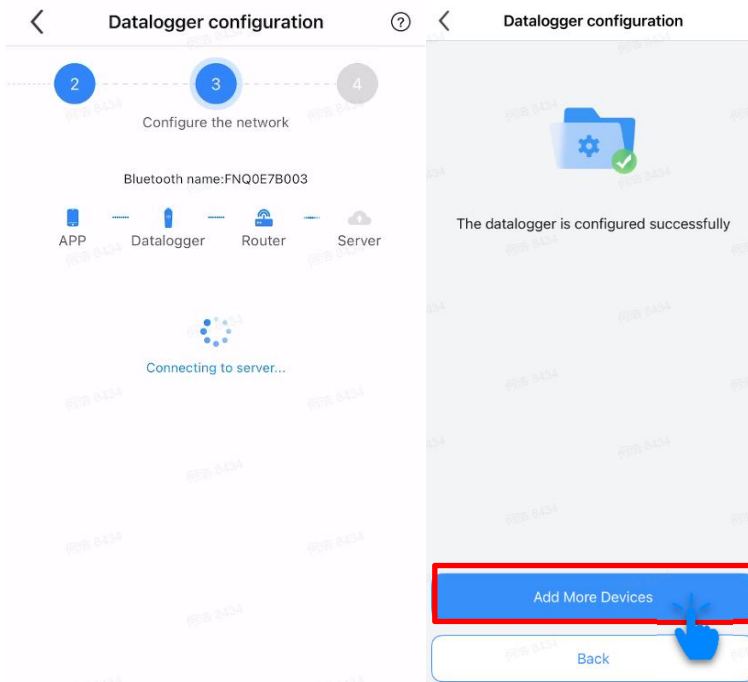 Datalogger configuration
?
2
3
4
Configure the network
Bluetooth name:FNQ0E7B003
APP
Datalogger
Router
Server
Connecting to server...
Datalogger configuration
The datalogger is configured successfully
Add More Devices
Back